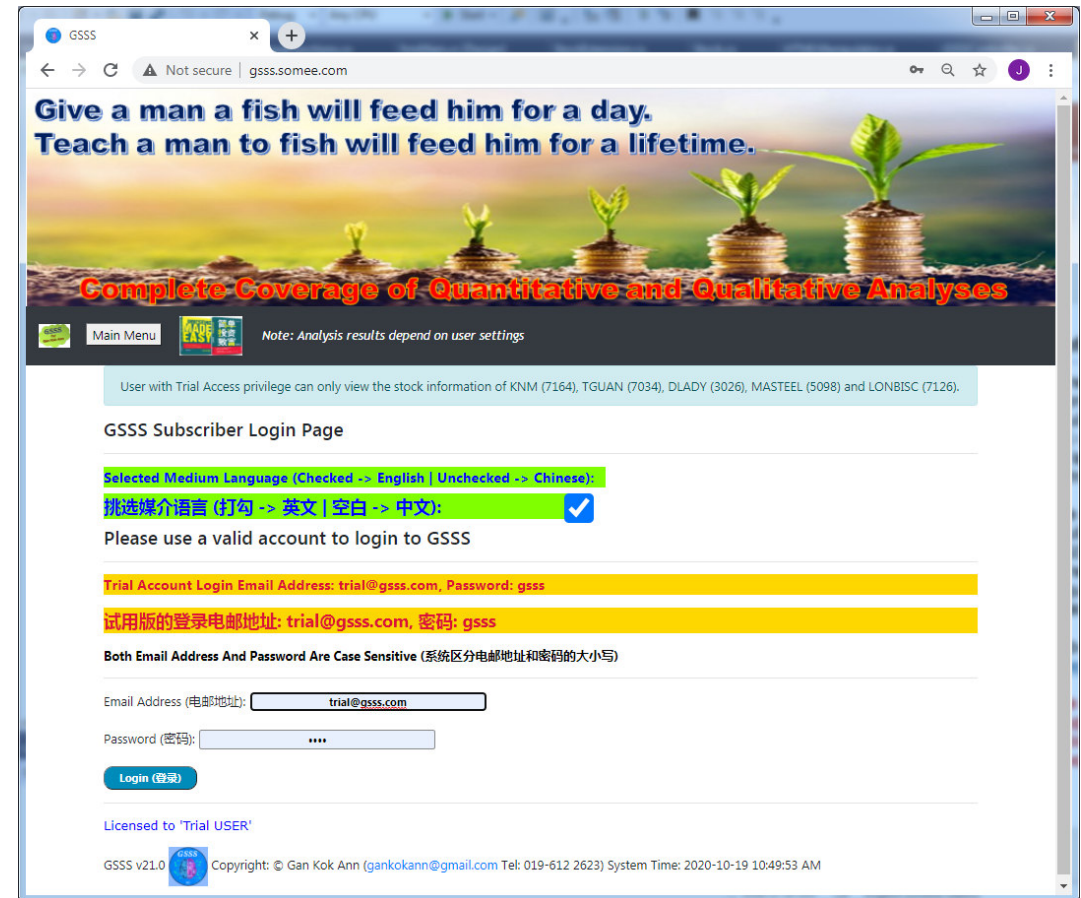 GSSS
Not secure | gsss.somee.com
J
Give a man a fish will feed him for a day.
Teach a man to fish will feed him for a lifetime.
Complete Coverage of Quantitative and Qualitative Analyses
Main Menu
MADE EASY
Note: Analysis results depend on user settings
User with Trial Access privilege can only view the stock information of KNM (7164), TGUAN (7034), DLADY (3026), MASTEEL (5098) and LONBISC (7126).
GSSS Subscriber Login Page
Selected Medium Language (Checked -> English | Unchecked -> Chinese):
挑选媒介语言 (打勾 -> 英文 | 空白 -> 中文):
Please use a valid account to login to GSSS
Trial Account Login Email Address: trial@gsss.com, Password: gsss
试用版的登录电邮地址: trial@gsss.com, 密码: gsss
Both Email Address And Password Are Case Sensitive (系统区分电邮地址和密码的大小写)
Email Address (电邮地址): trial@gsss.com
Password (密码): ••••
Login (登录)
Licensed to 'Trial USER'
GSSS v21.0 GSSS Copyright: © Gan Kok Ann (gankokann@gmail.com Tel: 019-612 2623) System Time: 2020-10-19 10:49:53 AM